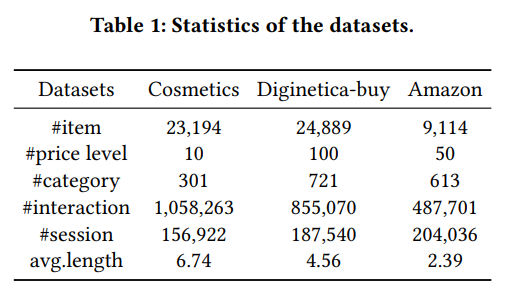 Table 1: Statistics of the datasets.
Datasets Cosmetics Diginetica-buy Amazon
#item 23,194 24,889 9,114
#price level 10 100 50
#category 301 721 613
#interaction 1,058,263 855,070 487,701
#session 156,922 187,540 204,036
avg.length 6.74 4.56 2.39